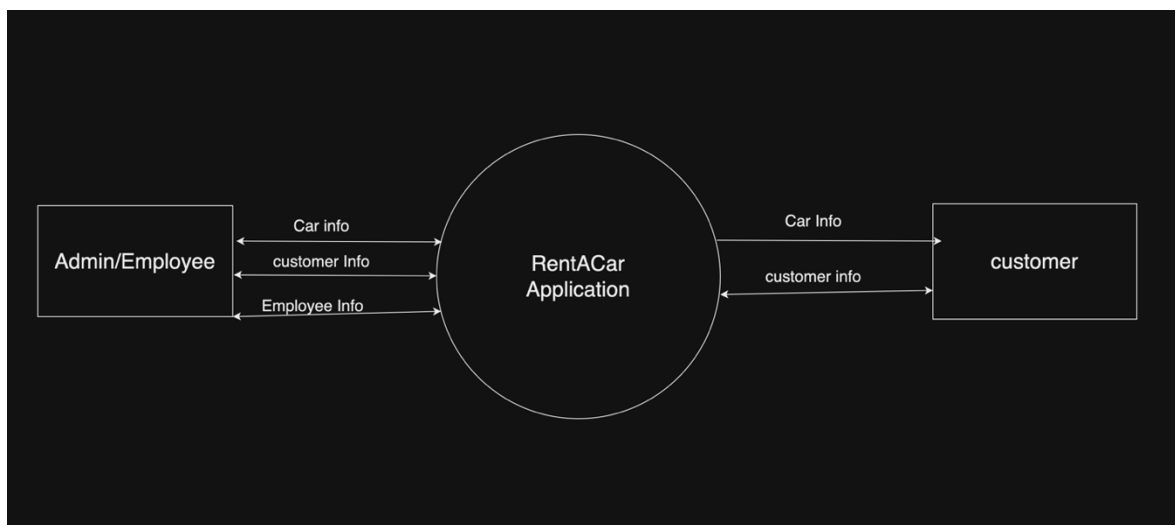 Car info
Admin/Employee
customer Info
Employee Info
RentACar
Application
Car Info
customer info
customer